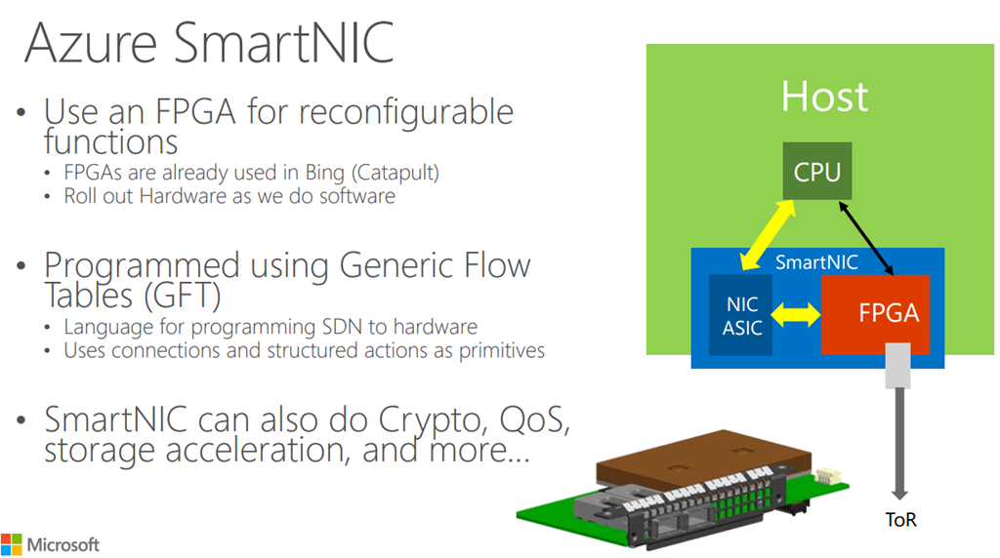 Azure SmartNIC
• Use an FPGA for reconfigurable
functions
• FPGAs are already used in Bing (Catapult)
• Roll out Hardware as we do software
• Programmed using Generic Flow
Tables (GFT)
• Language for programming SDN to hardware
• Uses connections and structured actions as primitives
• SmartNIC can also do Crypto, QoS,
storage acceleration, and more...
Host
CPU
SmartNIC
NIC
ASIC
FPGA
ToR
Microsoft